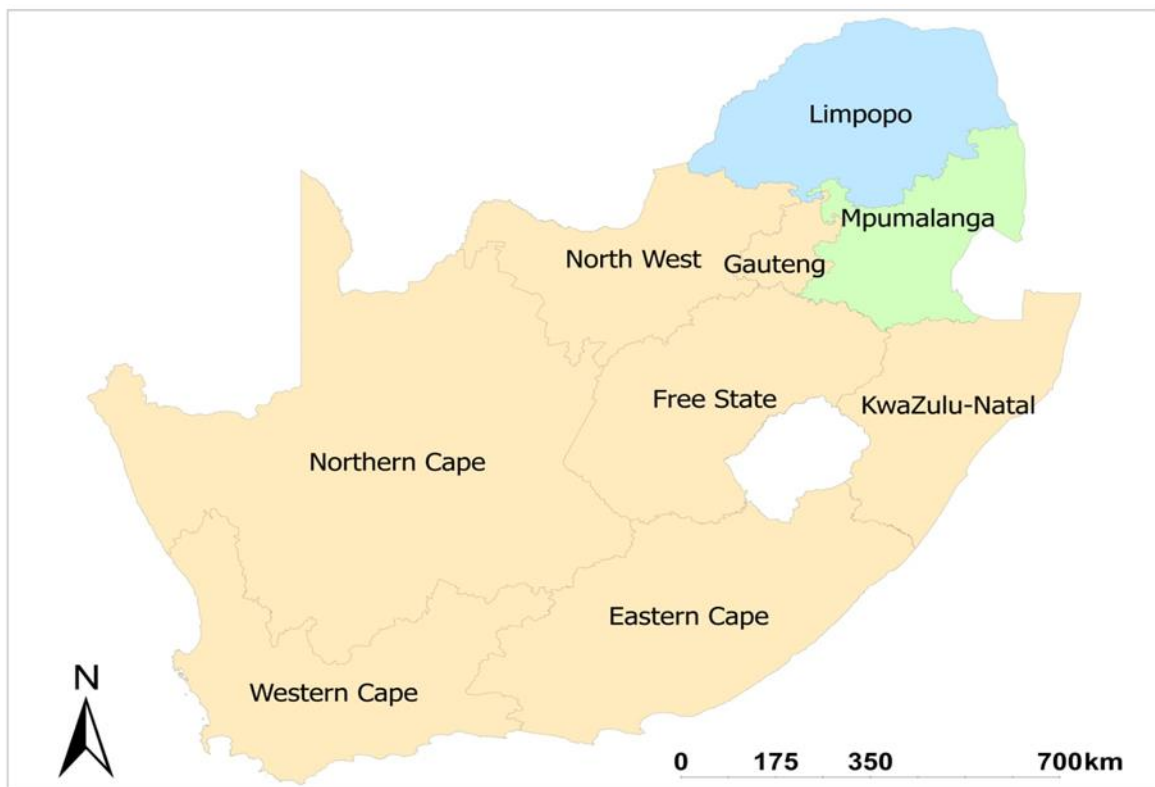 Limpopo
Mpumalanga
North West
Gauteng
Free State
KwaZulu-Natal
Northern Cape
Eastern Cape
Western Cape
N
0 175 350 700km